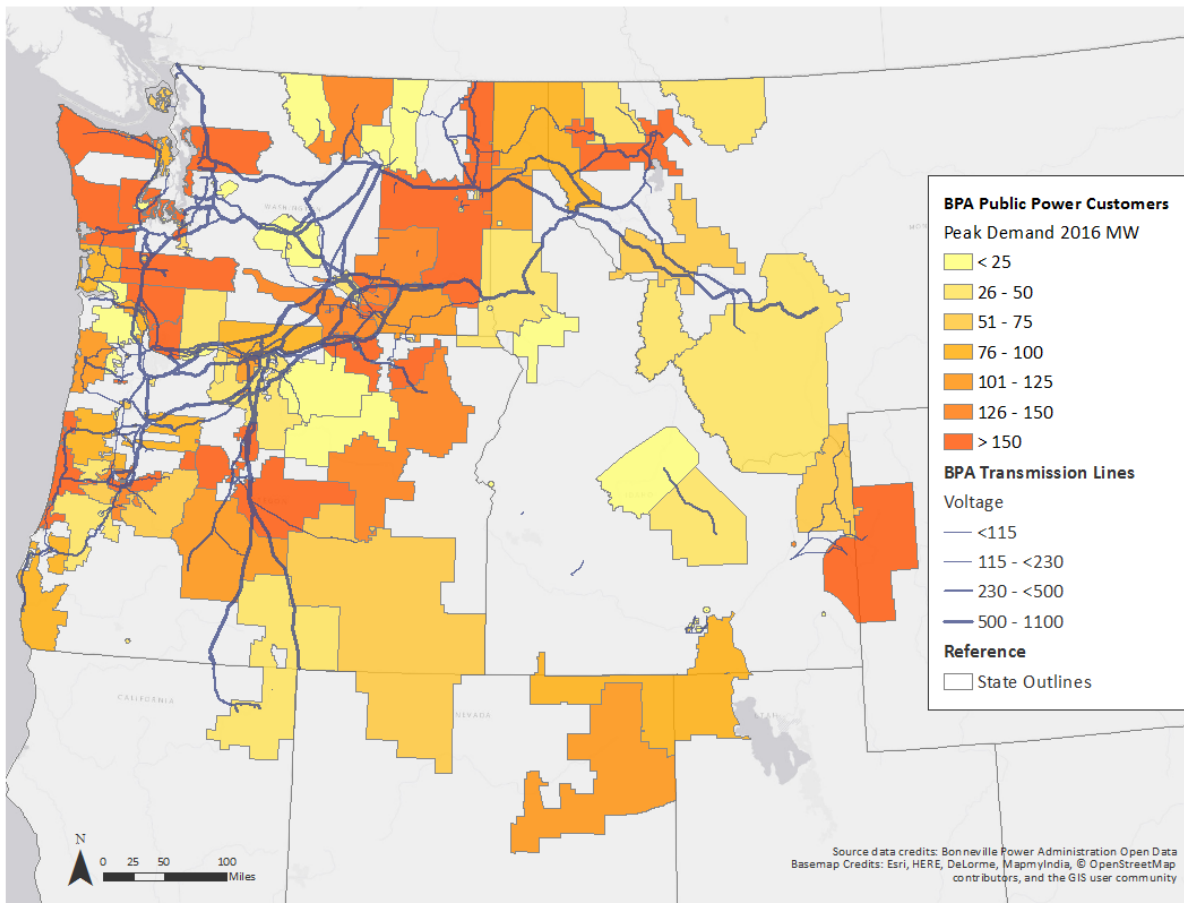 WASHINGTON
BPA Public Power Customers
Peak Demand 2016 MW
< 25
26 - 50
51 - 75
76 - 100
101 - 125
126 - 150
> 150
BPA Transmission Lines
Voltage
<115
115 - <230
230 - <500
500 - 1100
Reference
State Outlines
CALIFORNIA
NEVADA
N
0 25 50 100
Miles
Source data credits: Bonneville Power Administration Open Data
Basemap Credits: Esri, HERE, DeLorme, MapmyIndia, © OpenStreetMap
contributors, and the GIS user community